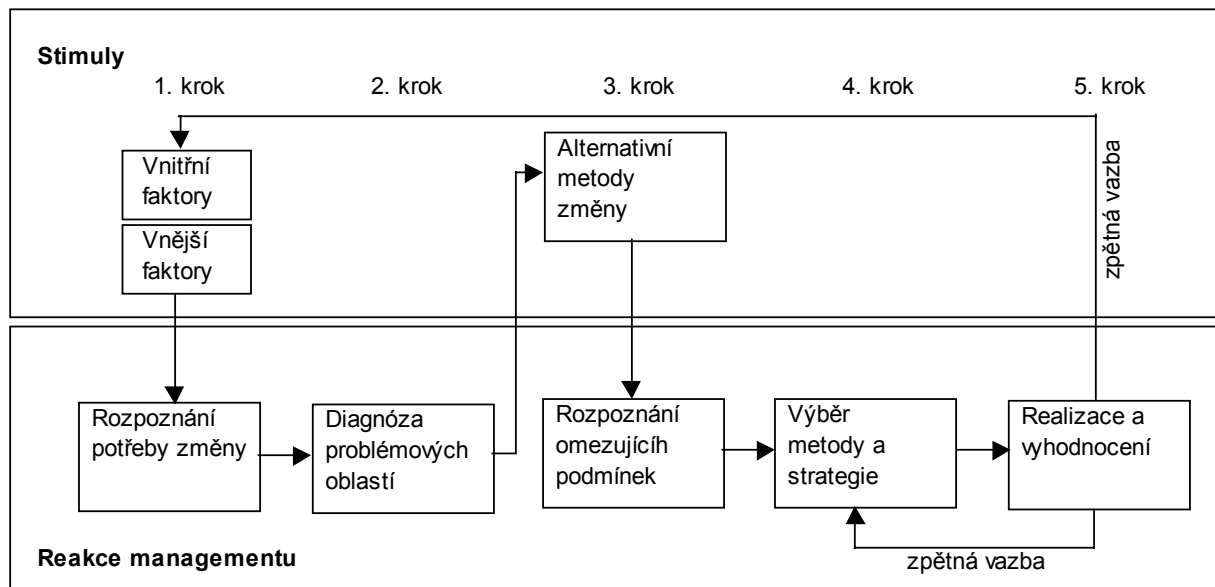 Stimuly
1. krok
2. krok
3. krok
4. krok
5. krok
Vnitřní
faktory
Vnější
faktory
Alternativní
metody
změny
zpětná vazba
Rozpoznání
potřeby změny
Diagnóza
problémových
oblastí
Rozpoznání
omezujících
podmínek
Výběr
metody a
strategie
Realizace a
vyhodnocení
zpětná vazba
Reakce managementu